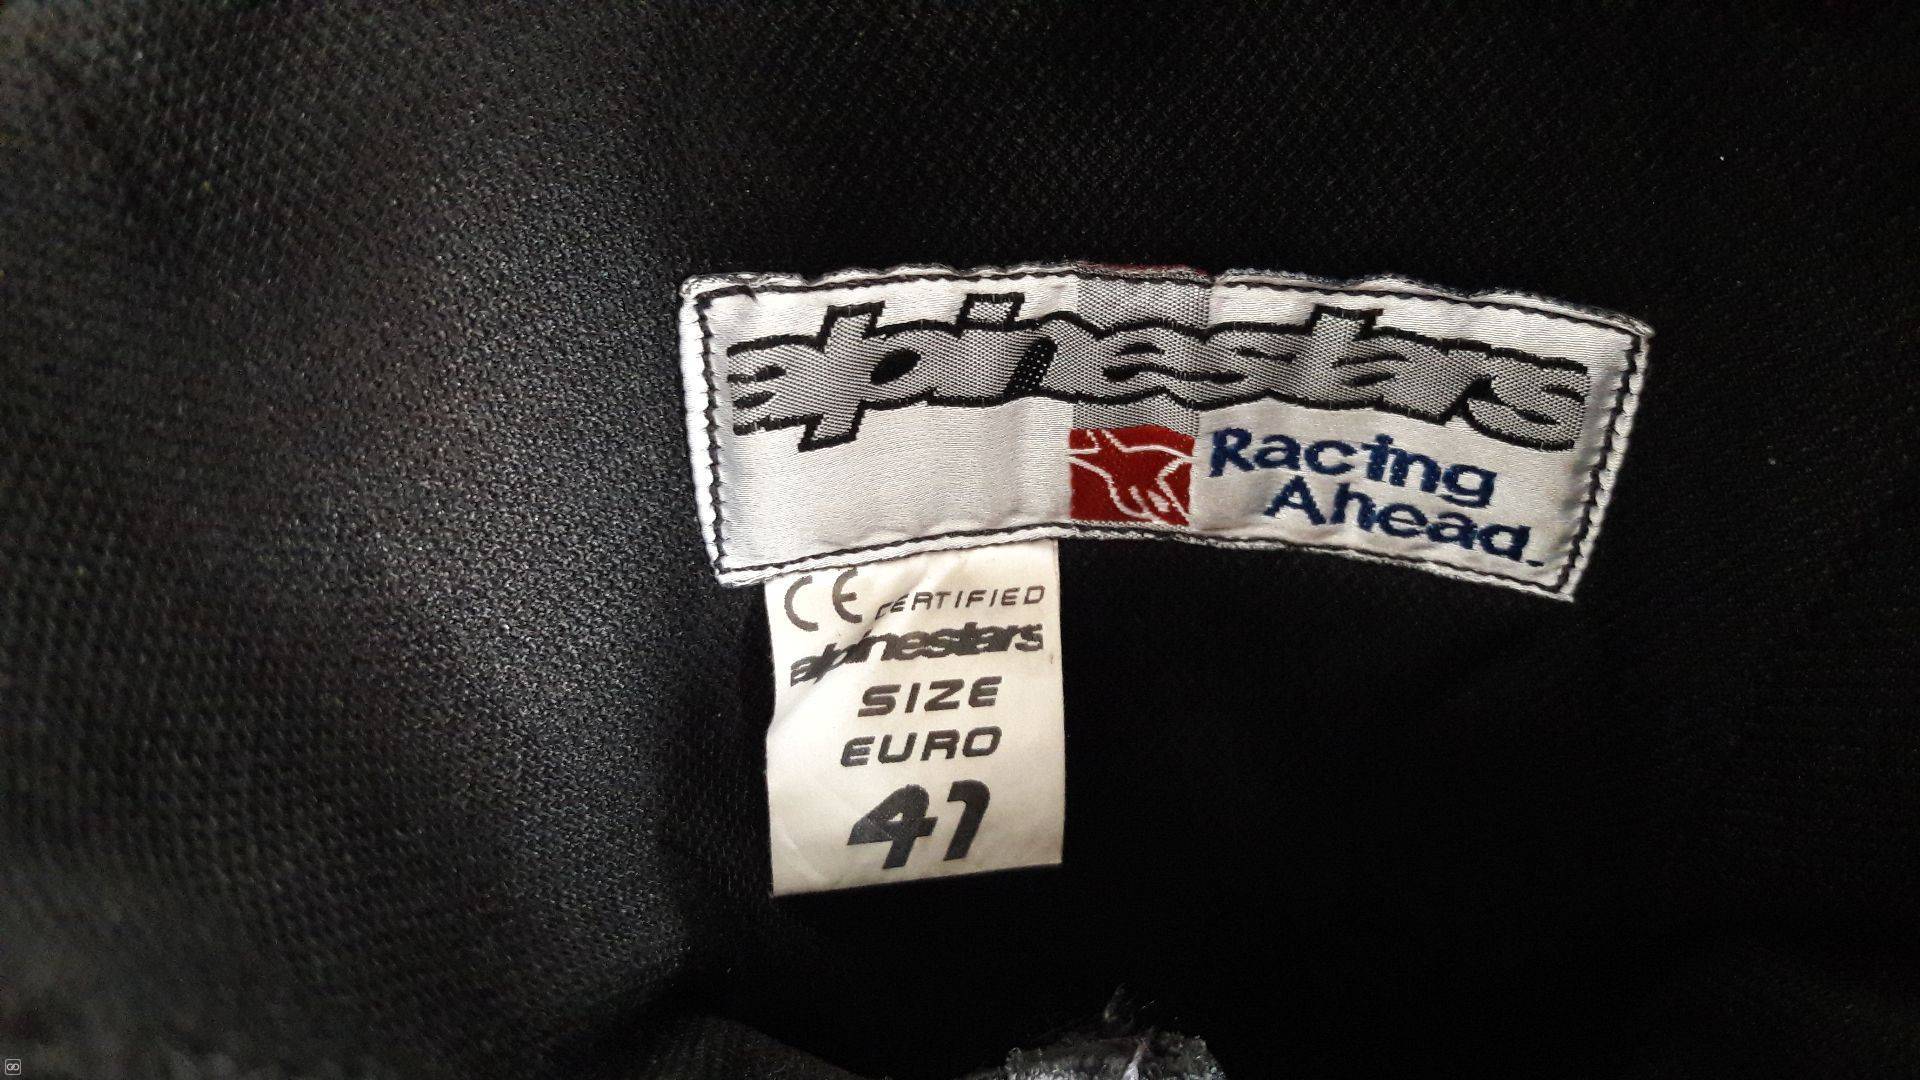 alpinestars
Racing
Ahead.
CE CERTIFIED
alpinestars
SIZE
EURO
41